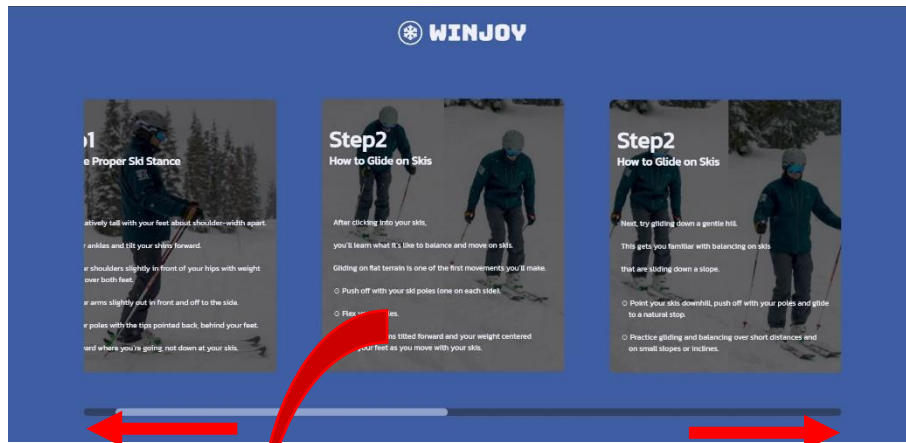 WINJOY
Proper Ski Stance
tall with your feet about shoulder-width apart.
ankles and tilt your shins forward.
shoulders slightly in front of your hips with weight
over both feet.
arms slightly out in front and off to the side.
poles with the tips pointed back, behind your feet.
where you're going, not down at your skis.
Step2
How to Glide on Skis
After clicking into your skis,
you'll learn what it's like to balance and move on skis.
Gliding on flat terrain is one of the first movements you'll make.
Push off with your ski poles (one on each side).
Flex
tilted forward and your weight centered
your feet as you move with your skis.
Step2
How to Glide on Skis
Next, try gliding down a gentle hill.
This gets you familiar with balancing on skis
that are sliding down a slope.
Point your skis downhill, push off with your poles and glide
to a natural stop.
Practice gliding and balancing over short distances and
on small slopes or inclines.